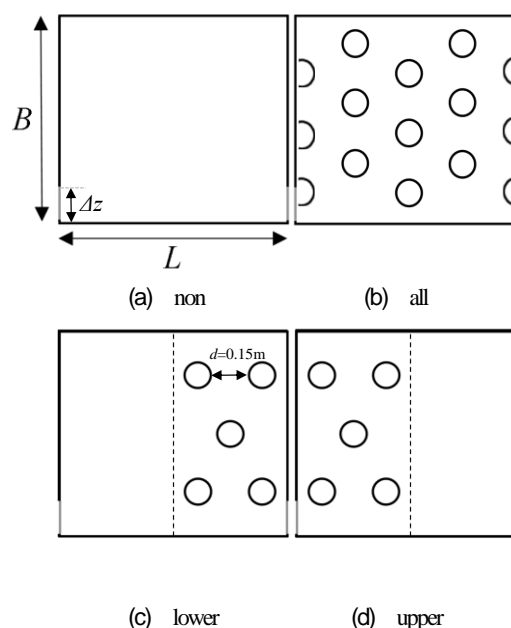 B
Δz
L
(a) non
(b) all
d=0.15m
(c) lower
(d) upper